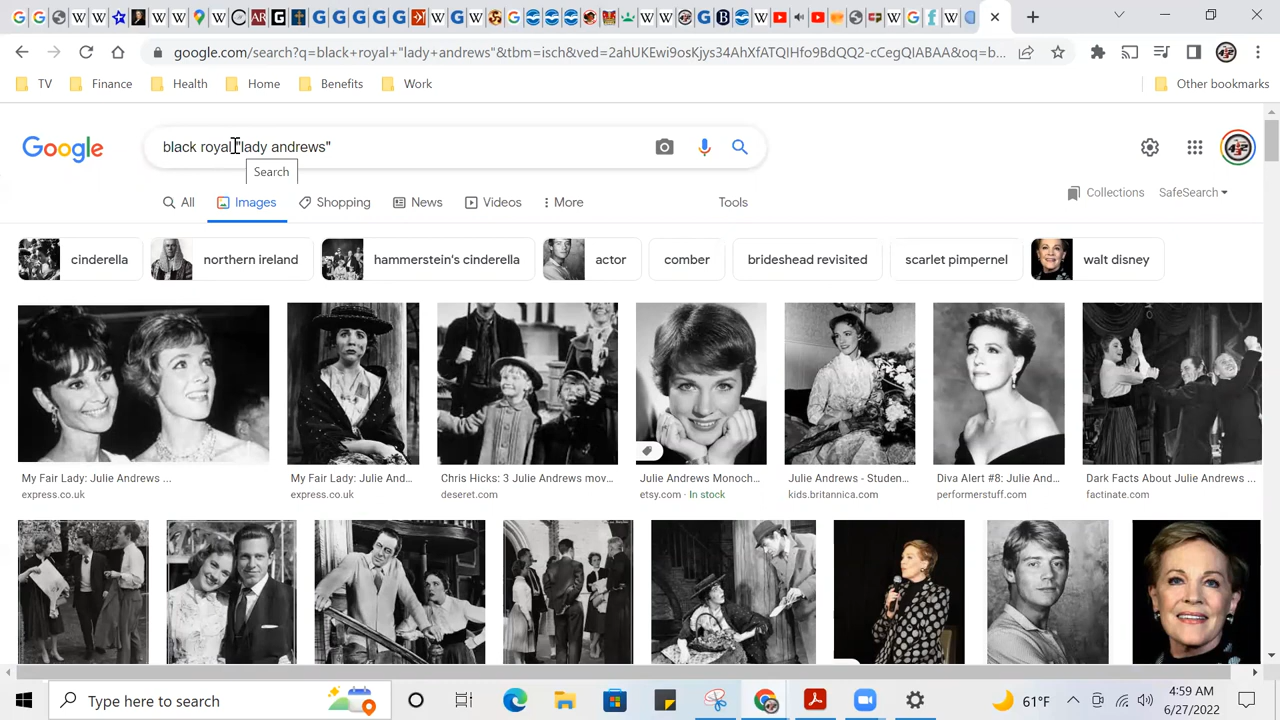 google.com/search?q=black+royal+"lady+andrews"&tbm=isch&ved=2ahUKEwi9osKjys34AhXfATQIHfo9BdQQ2-cCegQIABAA&oq=b...
TV Finance Health Home Benefits Work Other bookmarks
Google
black royal "lady andrews"
Search
All Images Shopping News Videos More Tools
Collections SafeSearch
cinderella northern ireland hammerstein's cinderella actor comber brideshead revisited scarlet pimpernel walt disney
My Fair Lady: Julie Andrews ...
express.co.uk
My Fair Lady: Julie And...
express.co.uk
Chris Hicks: 3 Julie Andrews mov...
deseret.com
Julie Andrews Monoch...
etsy.com · In stock
Julie Andrews - Studen...
kids.britannica.com
Diva Alert #8: Julie And...
performerstuff.com
Dark Facts About Julie Andrews ...
factinate.com
Type here to search
61°F
4:59 AM
6/27/2022